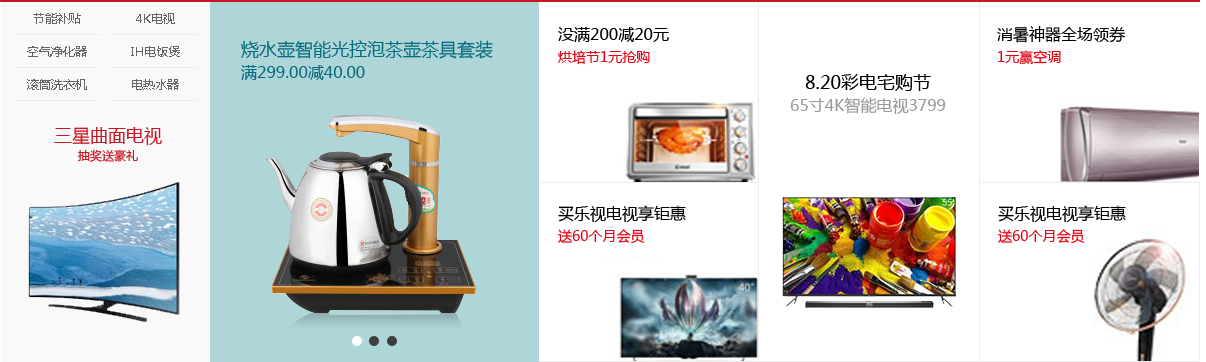 节能补贴
4K电视
空气净化器
IH电饭煲
滚筒洗衣机
电热水器
三星曲面电视
抽奖送豪礼
烧水壶智能光控泡茶壶茶具套装
满299.00减40.00
没满200减20元
烘培节1元抢购
8.20彩电宅购节
65寸4K智能电视3799
55"
消暑神器全场领券
1元赢空调
买乐视电视享钜惠
送60个月会员
40"
买乐视电视享钜惠
送60个月会员